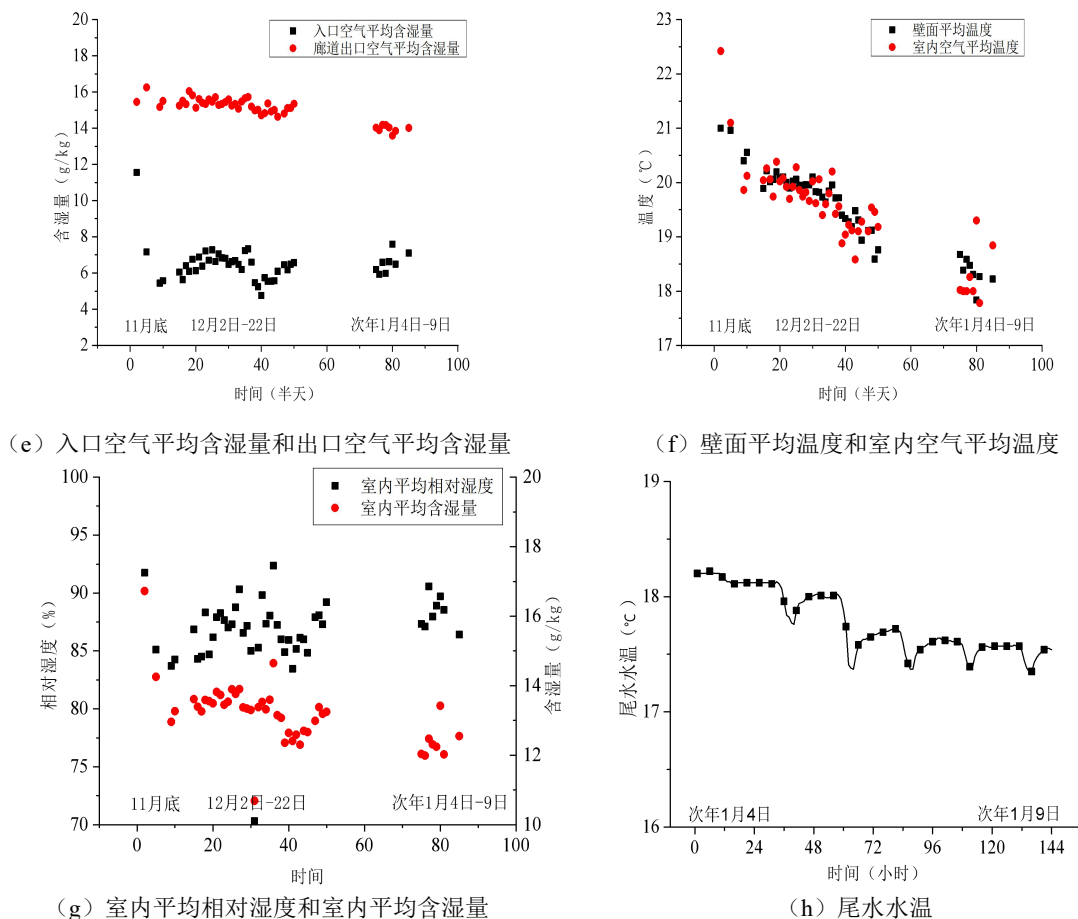 20
18
16
14
12
10
8
6
4
2
含湿量（g/kg）
入口空气平均含湿量
廊道出口空气平均含湿量
11月底
12月2日-22日
次年1月4日-9日
0 20 40 60 80 100
时间（半天）
（e）入口空气平均含湿量和出口空气平均含湿量
23
22
21
20
19
18
17
温度（℃）
壁面平均温度
室内空气平均温度
11月底
12月2日-22日
次年1月4日-9日
0 20 40 60 80 100
时间（半天）
（f）壁面平均温度和室内空气平均温度
100
95
90
85
80
75
70
相对湿度（%）
室内平均相对湿度
室内平均含湿量
20
18
16
14
12
10
含湿量（g/kg）
11月底
12月2日-22日
次年1月4日-9日
0 20 40 60 80 100
时间
（g）室内平均相对湿度和室内平均含湿量
19
18
17
16
尾水水温（℃）
次年1月4日
次年1月9日
0 24 48 72 96 120 144
时间（小时）
（h）尾水水温